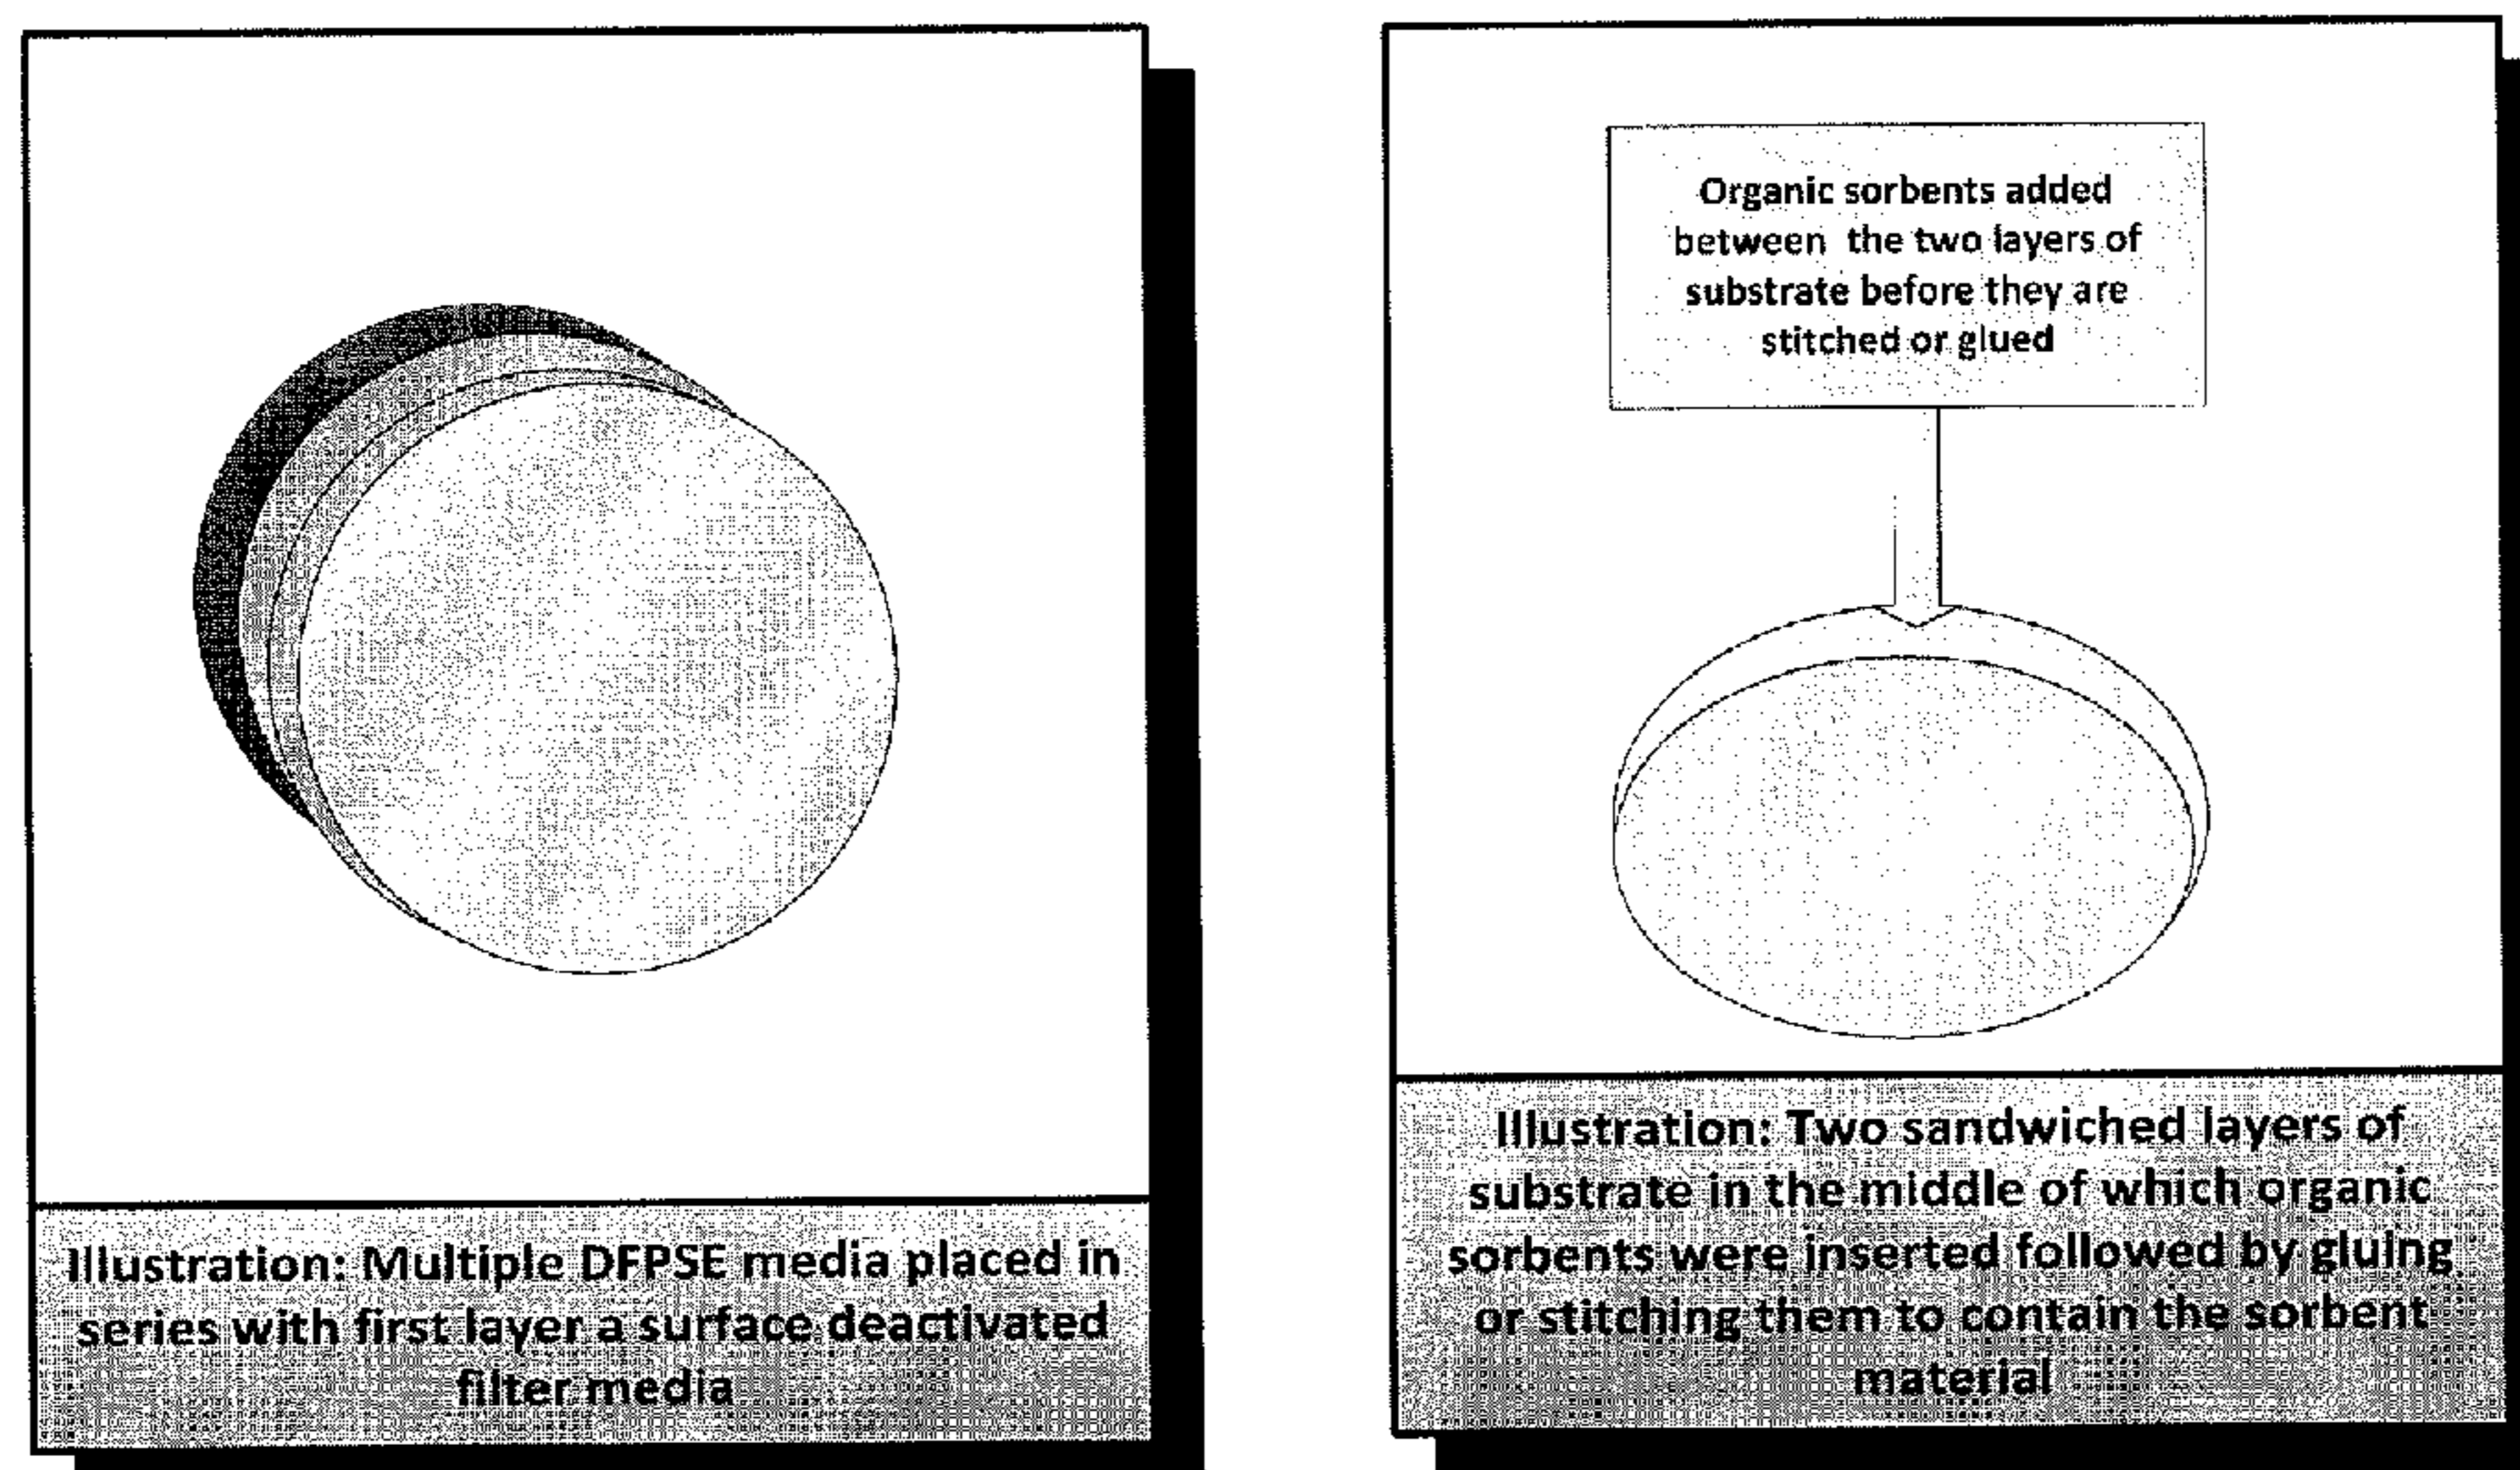 Illustration: Multiple DFPSE media placed in
series with first layer a surface deactivated
filter media
Organic sorbents added
between the two layers of
substrate before they are
stitched or glued
Illustration: Two sandwiched layers of
substrate in the middle of which organic
sorbents were inserted followed by gluing
or stitching them to contain the sorbent
material